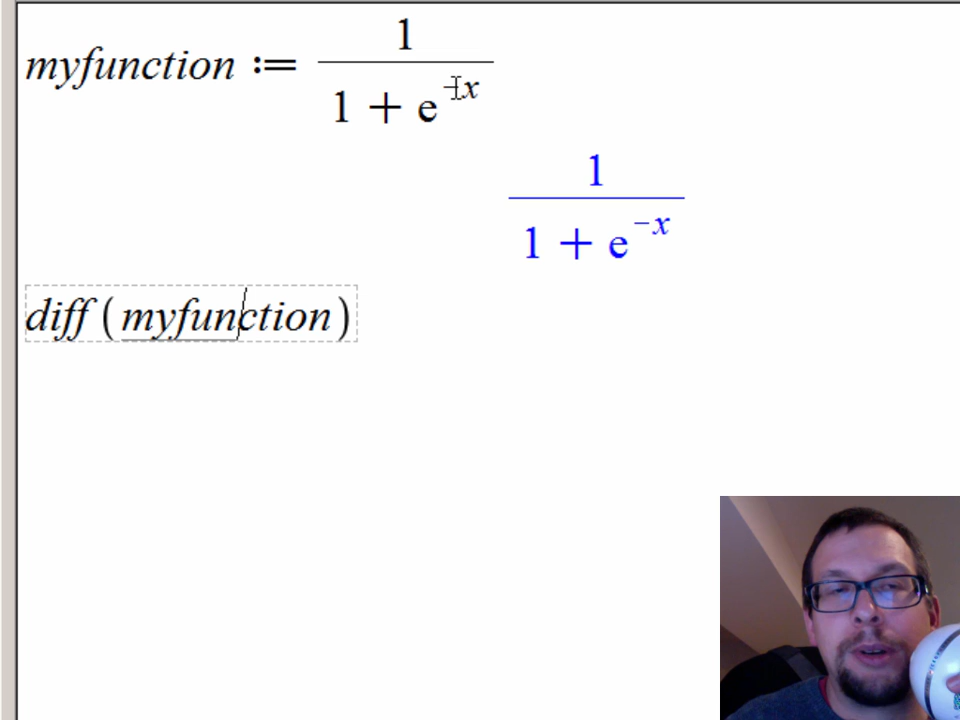 myfunction := 1 / (1 + e^(-x))
1 / (1 + e^(-x))
diff (myfunction)